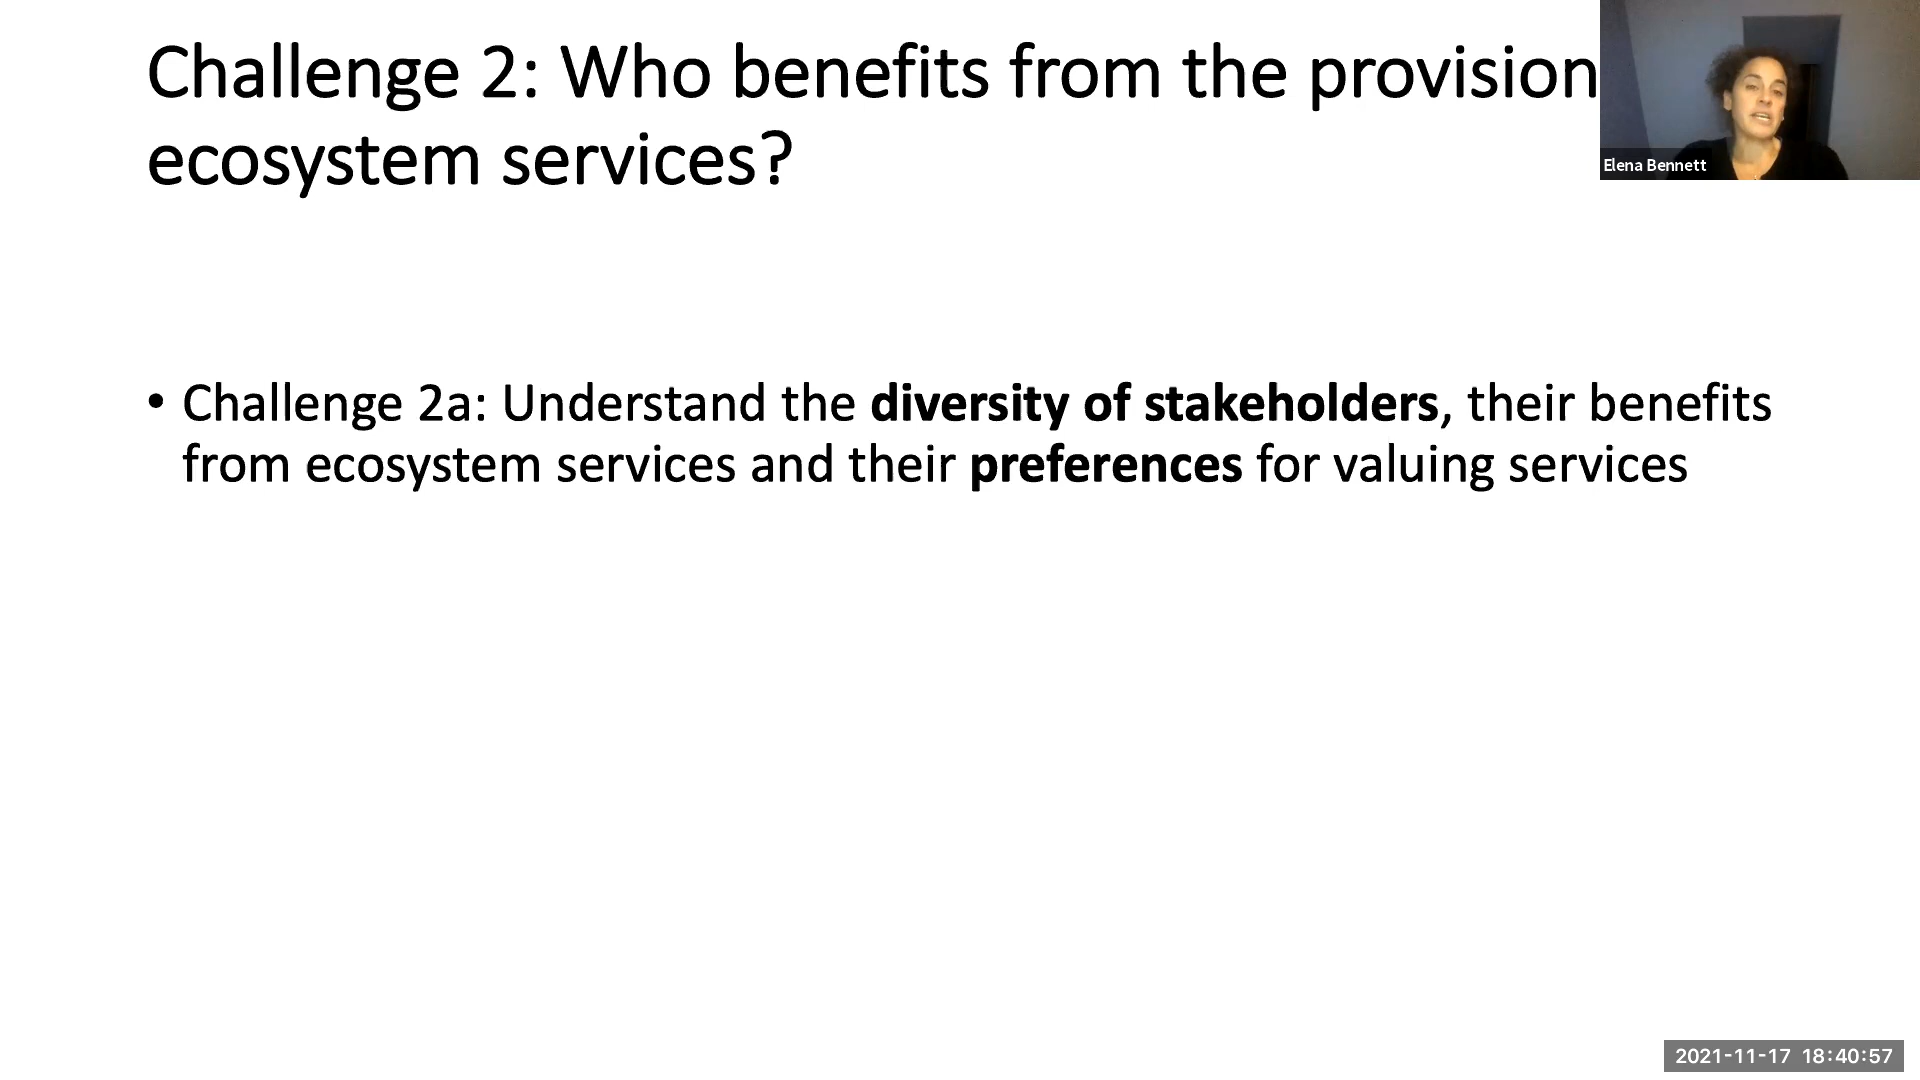 Challenge 2: Who benefits from the provision
ecosystem services?
Elena Bennett
• Challenge 2a: Understand the diversity of stakeholders, their benefits
from ecosystem services and their preferences for valuing services
2021-11-17 18:40:57